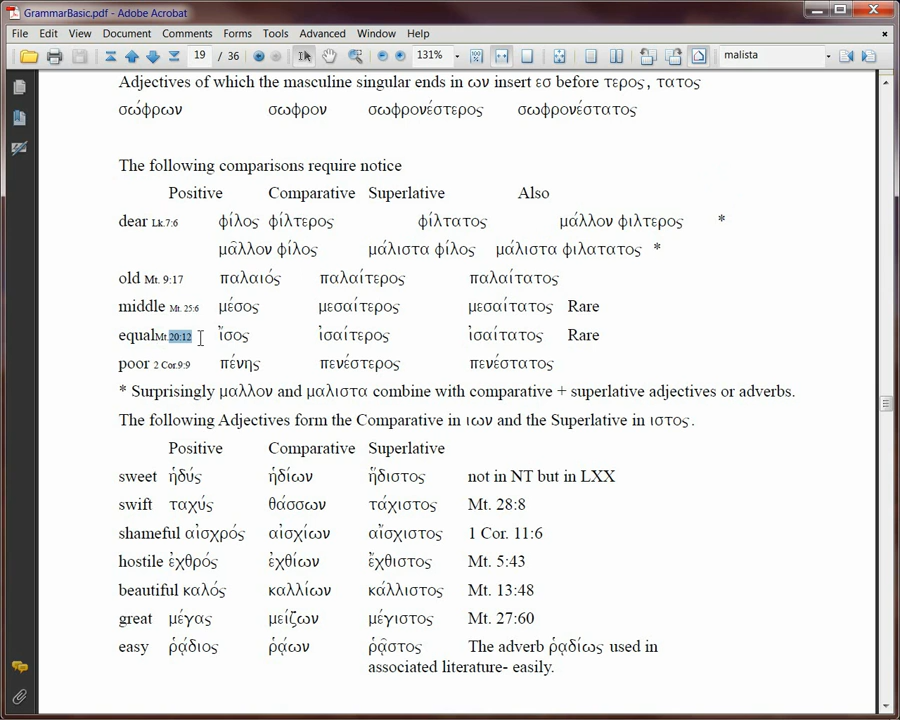 GrammarBasic.pdf - Adobe Acrobat
File Edit View Document Comments Forms Tools Advanced Window Help
19 / 36 131% malista
Adjectives of which the masculine singular ends in ων insert εσ before τερος, τατος
σώφρων σωφρον σωφρονέστερος σωφρονέστατος
The following comparisons require notice
Positive Comparative Superlative Also
dear Lk.7:6 φίλος φίλτερος φίλτατος μάλλον φιλτερος *
μᾶλλον φίλος μάλιστα φίλος μάλιστα φιλατατος *
old Mt. 9:17 παλαιός παλαίτερος παλαίτατος
middle Mt. 25:6 μέσος μεσαίτερος μεσαίτατος Rare
equalMt.20:12 ἴσος ἰσαίτερος ἰσαίτατος Rare
poor 2 Cor.9:9 πένης πενέστερος πενέστατος
* Surprisingly μαλλον and μαλιστα combine with comparative + superlative adjectives or adverbs.
The following Adjectives form the Comparative in ιων and the Superlative in ιστος.
Positive Comparative Superlative
sweet ἡδύς ἡδίων ἥδιστος not in NT but in LXX
swift ταχύς θάσσων τάχιστος Mt. 28:8
shameful αἰσχρός αἰσχίων αἴσχιστος 1 Cor. 11:6
hostile ἐχθρός ἐχθίων ἔχθιστος Mt. 5:43
beautiful καλός καλλίων κάλλιστος Mt. 13:48
great μέγας μείζων μέγιστος Mt. 27:60
easy ῥᾴδιος ῥᾴων ῥᾷστος The adverb ῥᾳδίως used in
associated literature- easily.